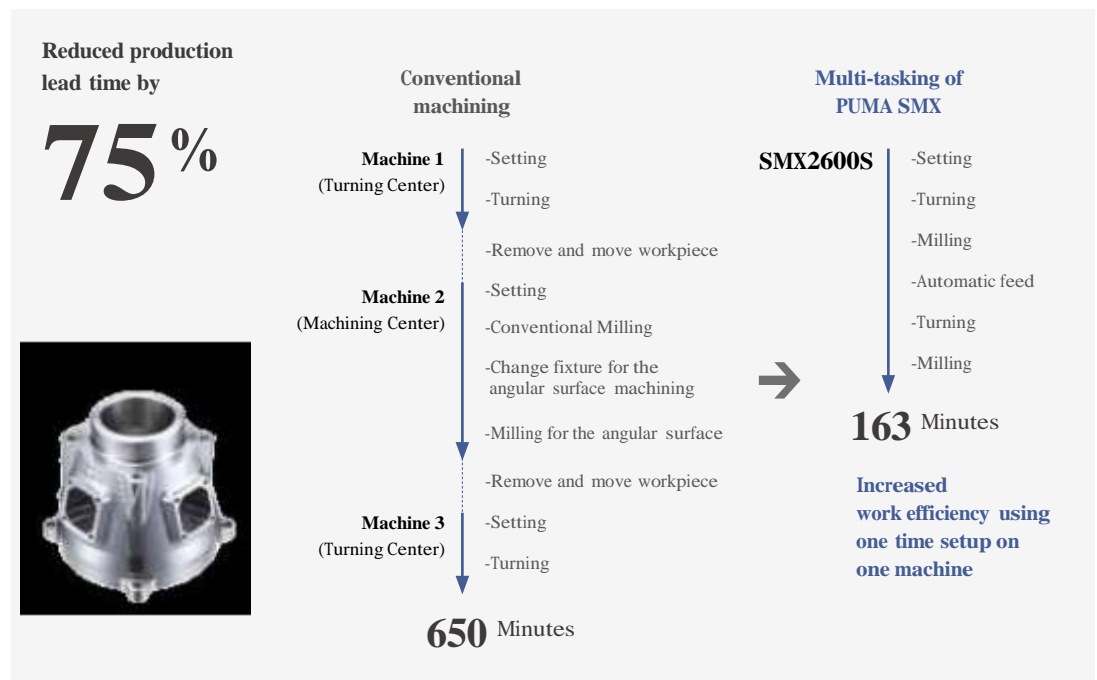 Reduced production
lead time by
75 %
Conventional
machining
Machine 1
(Turning Center)
-Setting
-Turning
-Remove and move workpiece
Machine 2
(Machining Center)
-Setting
-Conventional Milling
-Change fixture for the
angular surface machining
-Milling for the angular surface
-Remove and move workpiece
Machine 3
(Turning Center)
-Setting
-Turning
650 Minutes
Multi-tasking of
PUMA SMX
SMX2600S
-Setting
-Turning
-Milling
-Automatic feed
-Turning
-Milling
163 Minutes
Increased
work efficiency using
one time setup on
one machine